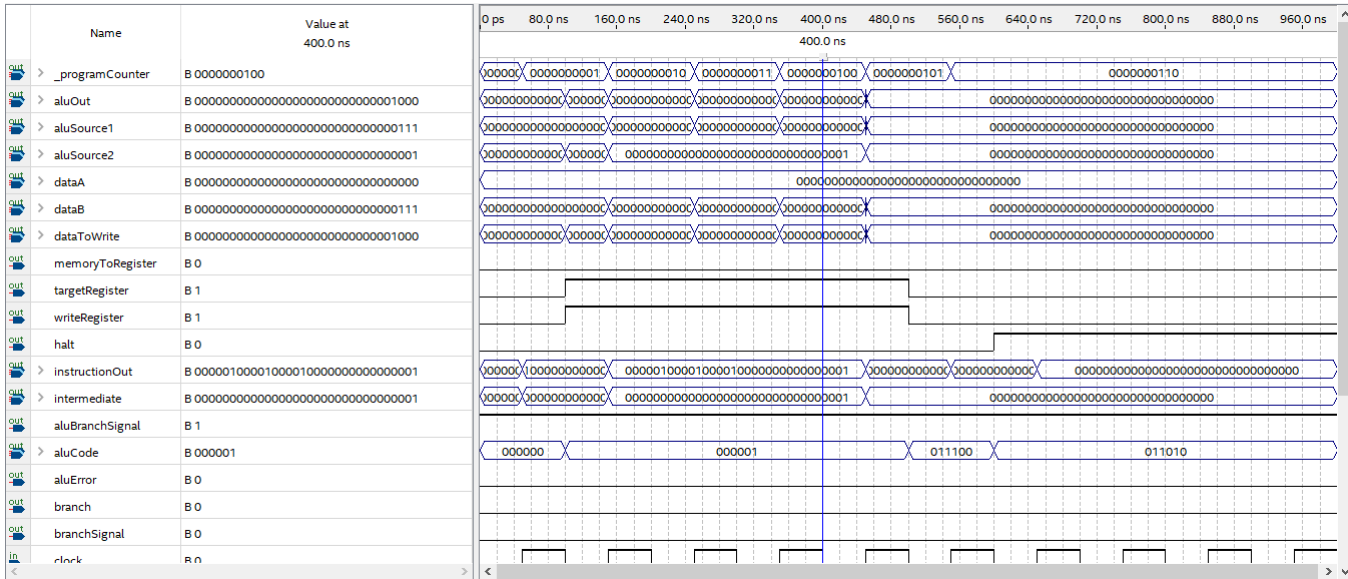 Name
Value at
400.0 ns
0 ps 80.0 ns 160.0 ns 240.0 ns 320.0 ns 400.0 ns 480.0 ns 560.0 ns 640.0 ns 720.0 ns 800.0 ns 880.0 ns 960.0 ns
400.0 ns
_programCounter B 0000000100 0000000001 0000000010 0000000011 0000000100 0000000101 0000000110
aluOut B 00000000000000000000000000001000 00000000000000000000000000000000
aluSource1 B 00000000000000000000000000000111 00000000000000000000000000000000
aluSource2 B 00000000000000000000000000000001 00000000000000000000000000000001 00000000000000000000000000000000
dataA B 00000000000000000000000000000000 00000000000000000000000000000000
dataB B 00000000000000000000000000000111 00000000000000000000000000000000
dataToWrite B 00000000000000000000000000001000 00000000000000000000000000000000
memoryToRegister B 0
targetRegister B 1
writeRegister B 1
halt B 0
instructionOut B 00000100001000010000000000000001 00000100001000010000000000000001 00000000000000000000000000000000
intermediate B 00000000000000000000000000000001 00000000000000000000000000000001 00000000000000000000000000000000
aluBranchSignal B 1
aluCode B 000001 000000 000001 011100 011010
aluError B 0
branch B 0
branchSignal B 0
clock B 0